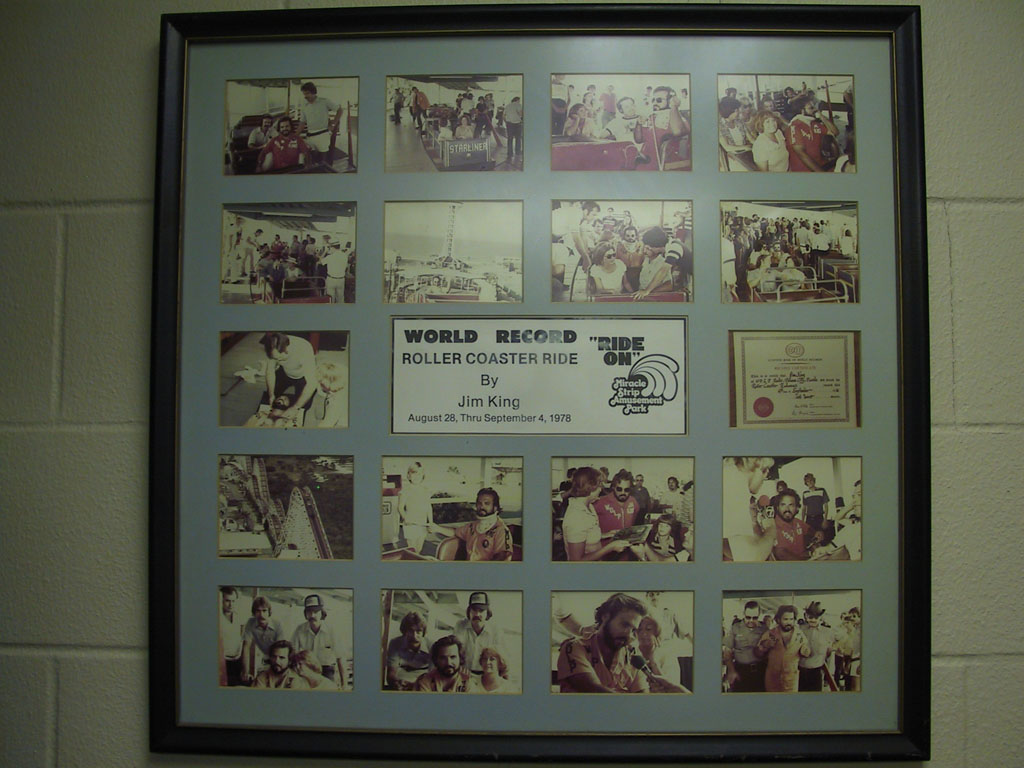 STARLINER
WORLD RECORD
ROLLER COASTER RIDE
By
Jim King
August 28, Thru September 4, 1978
"RIDE
ON"
Miracle
Strip
Amusement
Park